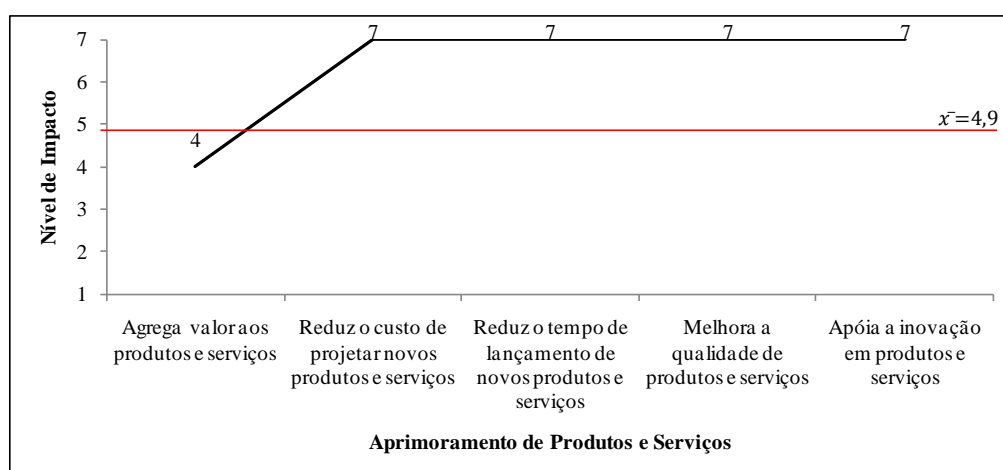 7
7
7
7
7
6
5
4
4
3
2
1
x̄=4,9
Nível de Impacto
Agrega valor aos
produtos e serviços
Reduz o custo de
projetar novos
produtos e serviços
Reduz o tempo de
lançamento de
novos produtos e
serviços
Melhora a
qualidade de
produtos e serviços
Apóia a inovação
em produtos e
serviços
Aprimoramento de Produtos e Serviços